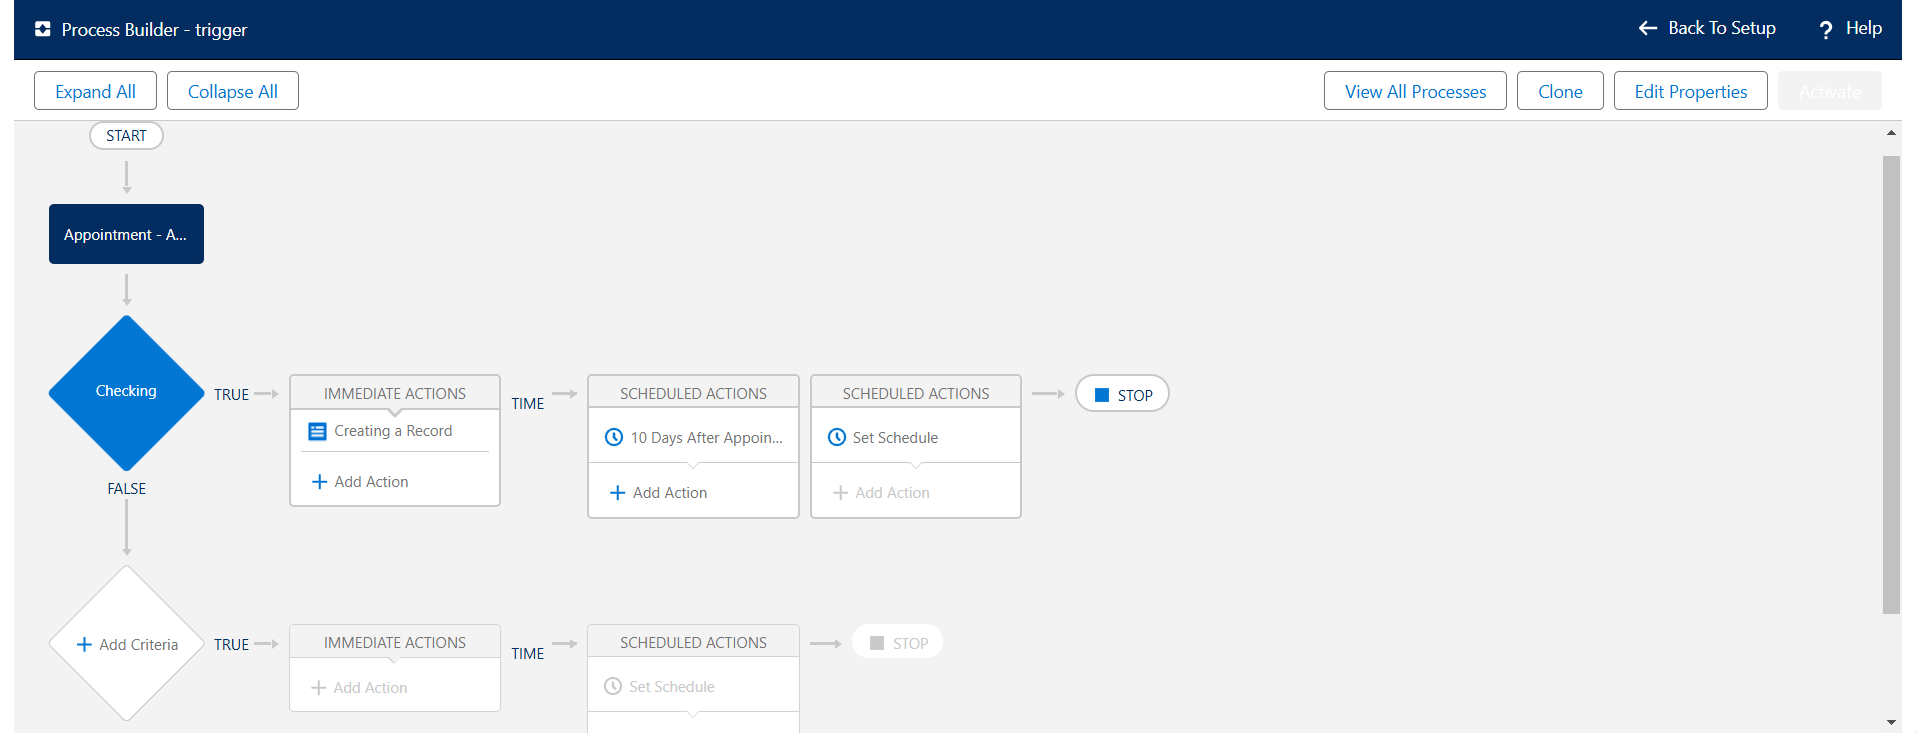 Process Builder - trigger
Back To Setup
? Help
Expand All
Collapse All
View All Processes
Clone
Edit Properties
Activate
START
Appointment - A...
Checking
TRUE
IMMEDIATE ACTIONS
Creating a Record
+ Add Action
TIME
SCHEDULED ACTIONS
10 Days After Appoin...
+ Add Action
SCHEDULED ACTIONS
Set Schedule
+ Add Action
STOP
FALSE
+ Add Criteria
TRUE
IMMEDIATE ACTIONS
+ Add Action
TIME
SCHEDULED ACTIONS
Set Schedule
STOP